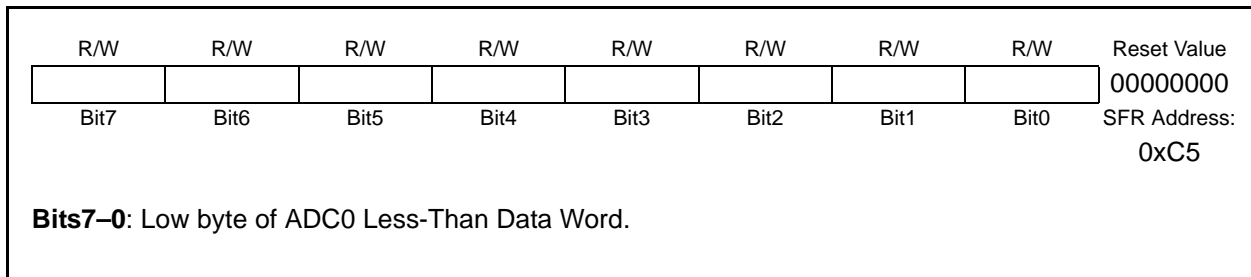 R/W R/W R/W R/W R/W R/W R/W R/W Reset Value
00000000
Bit7 Bit6 Bit5 Bit4 Bit3 Bit2 Bit1 Bit0 SFR Address:
0xC5
Bits7–0: Low byte of ADC0 Less-Than Data Word.